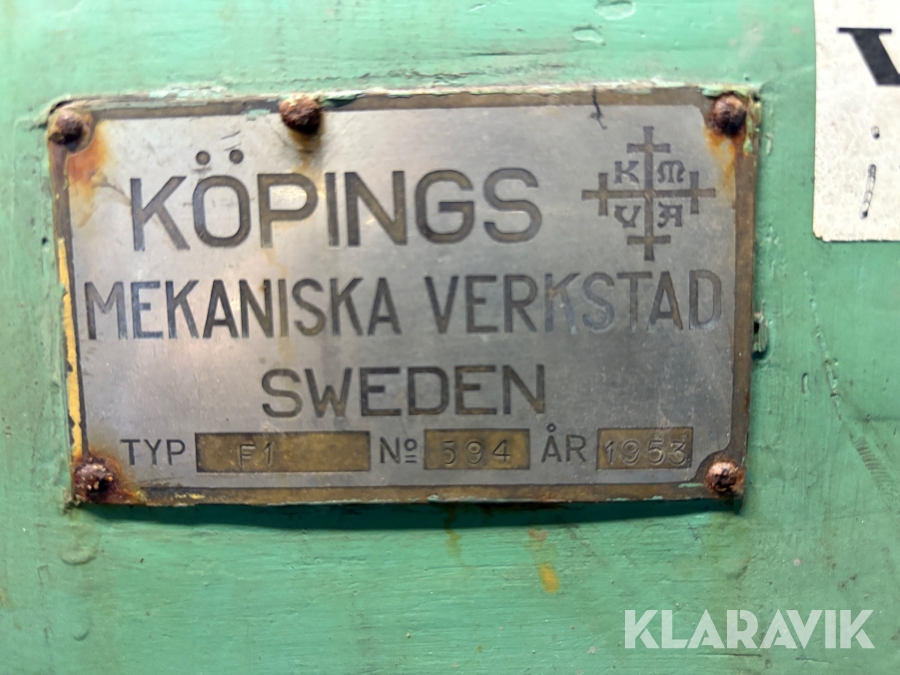 KÖPINGS
K M
V A
MEKANISKA VERKSTAD
SWEDEN
TYP F1 Nº 594 ÅR 1953
KLARAVIK